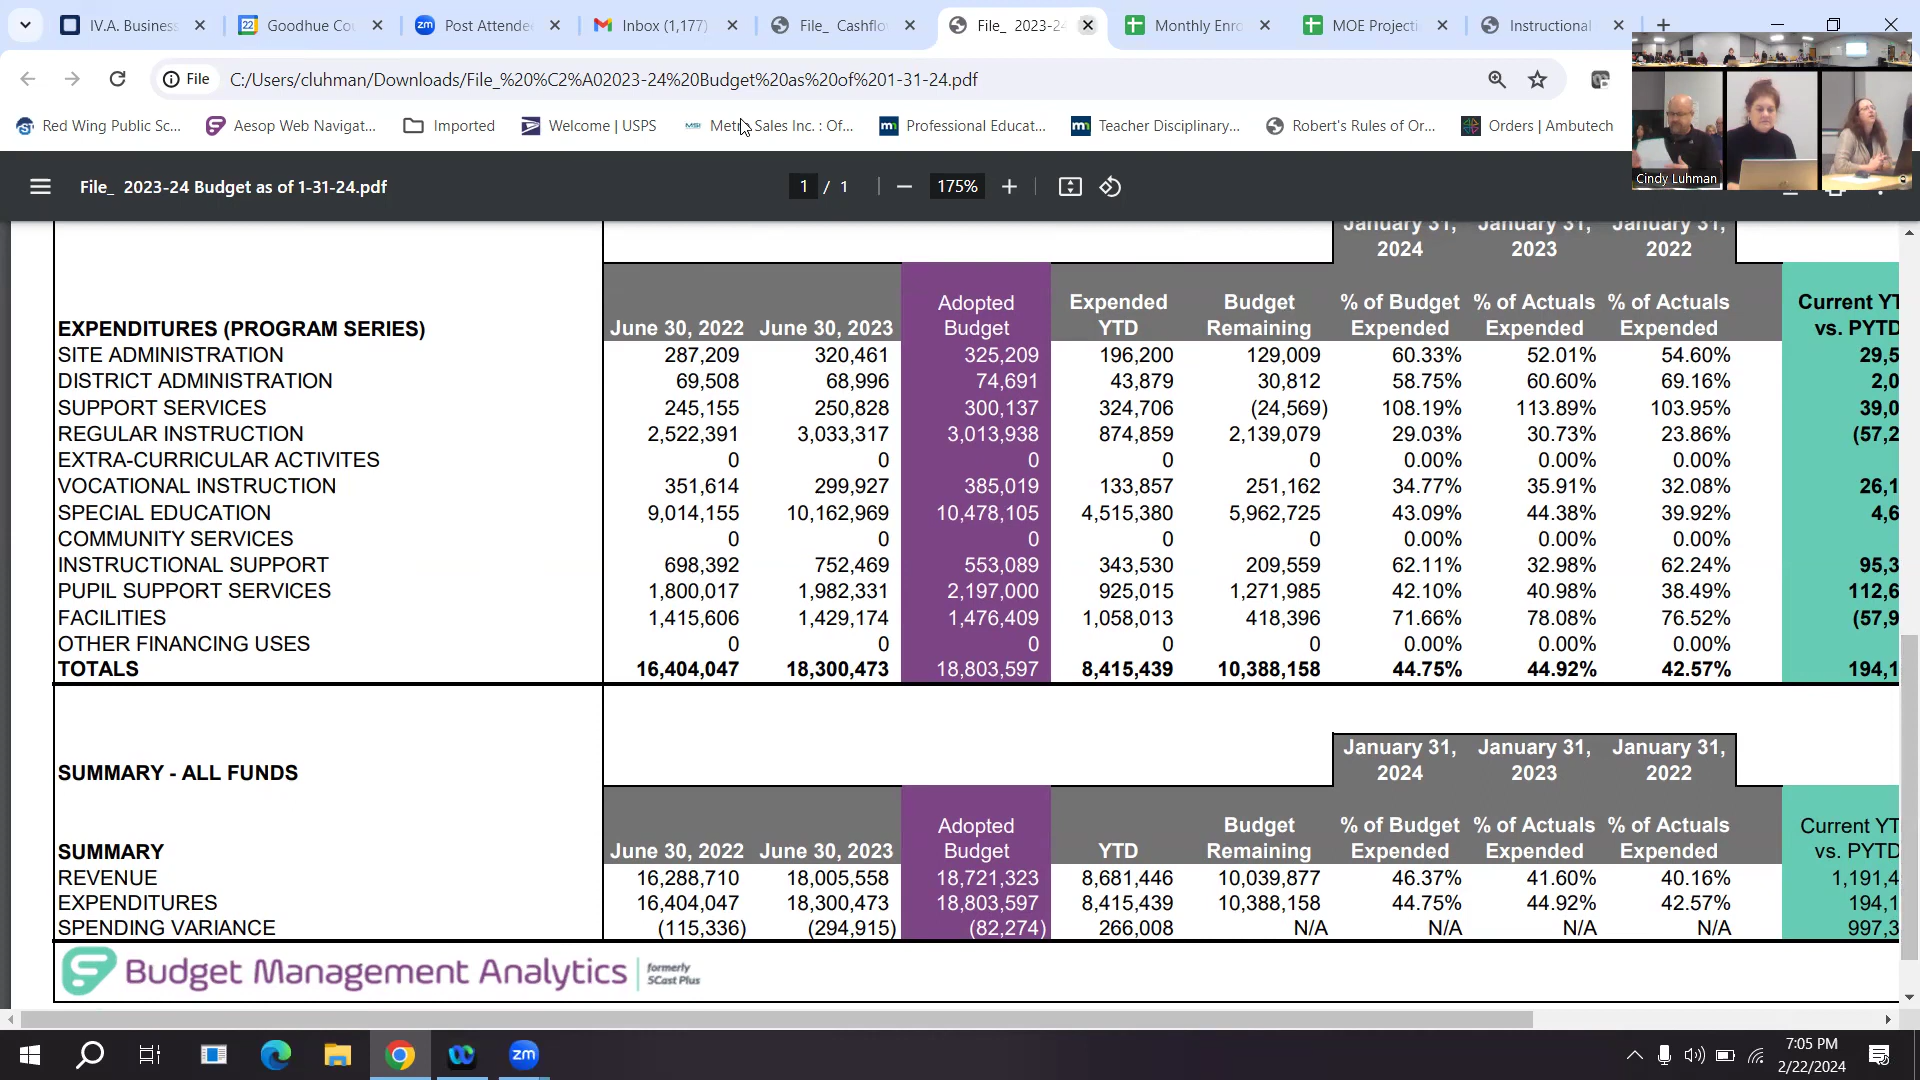 IV.A. Business
Goodhue Cou
Post Attende
Inbox (1,177)
File_ Cashflo
File_ 2023-24
Monthly Enro
MOE Projecti
Instructional
File
C:/Users/cluhman/Downloads/File_%20%C2%A02023-24%20Budget%20as%20of%201-31-24.pdf
Red Wing Public Sc...
Aesop Web Navigat...
Imported
Welcome | USPS
Metro Sales Inc. : Of...
Professional Educat...
Teacher Disciplinary...
Robert's Rules of Or...
Orders | Ambutech
Cindy Luhman
File_ 2023-24 Budget as of 1-31-24.pdf
1 / 1
175%
January 31, 2024 January 31, 2023 January 31, 2022
EXPENDITURES (PROGRAM SERIES) June 30, 2022 June 30, 2023 Adopted Budget Expended YTD Budget Remaining % of Budget Expended % of Actuals Expended % of Actuals Expended Current YT vs. PYTD
SITE ADMINISTRATION 287,209 320,461 325,209 196,200 129,009 60.33% 52.01% 54.60% 29,5
DISTRICT ADMINISTRATION 69,508 68,996 74,691 43,879 30,812 58.75% 60.60% 69.16% 2,0
SUPPORT SERVICES 245,155 250,828 300,137 324,706 (24,569) 108.19% 113.89% 103.95% 39,0
REGULAR INSTRUCTION 2,522,391 3,033,317 3,013,938 874,859 2,139,079 29.03% 30.73% 23.86% (57,2
EXTRA-CURRICULAR ACTIVITES 0 0 0 0 0 0.00% 0.00% 0.00%
VOCATIONAL INSTRUCTION 351,614 299,927 385,019 133,857 251,162 34.77% 35.91% 32.08% 26,1
SPECIAL EDUCATION 9,014,155 10,162,969 10,478,105 4,515,380 5,962,725 43.09% 44.38% 39.92% 4,6
COMMUNITY SERVICES 0 0 0 0 0 0.00% 0.00% 0.00%
INSTRUCTIONAL SUPPORT 698,392 752,469 553,089 343,530 209,559 62.11% 32.98% 62.24% 95,3
PUPIL SUPPORT SERVICES 1,800,017 1,982,331 2,197,000 925,015 1,271,985 42.10% 40.98% 38.49% 112,6
FACILITIES 1,415,606 1,429,174 1,476,409 1,058,013 418,396 71.66% 78.08% 76.52% (57,9
OTHER FINANCING USES 0 0 0 0 0 0.00% 0.00% 0.00%
TOTALS 16,404,047 18,300,473 18,803,597 8,415,439 10,388,158 44.75% 44.92% 42.57% 194,1
SUMMARY - ALL FUNDS January 31, 2024 January 31, 2023 January 31, 2022
SUMMARY June 30, 2022 June 30, 2023 Adopted Budget YTD Budget Remaining % of Budget Expended % of Actuals Expended % of Actuals Expended Current YT vs. PYTD
REVENUE 16,288,710 18,005,558 18,721,323 8,681,446 10,039,877 46.37% 41.60% 40.16% 1,191,4
EXPENDITURES 16,404,047 18,300,473 18,803,597 8,415,439 10,388,158 44.75% 44.92% 42.57% 194,1
SPENDING VARIANCE (115,336) (294,915) (82,274) 266,008 N/A N/A N/A N/A 997,3
Budget Management Analytics
formerly
5Cast Plus
7:05 PM
2/22/2024